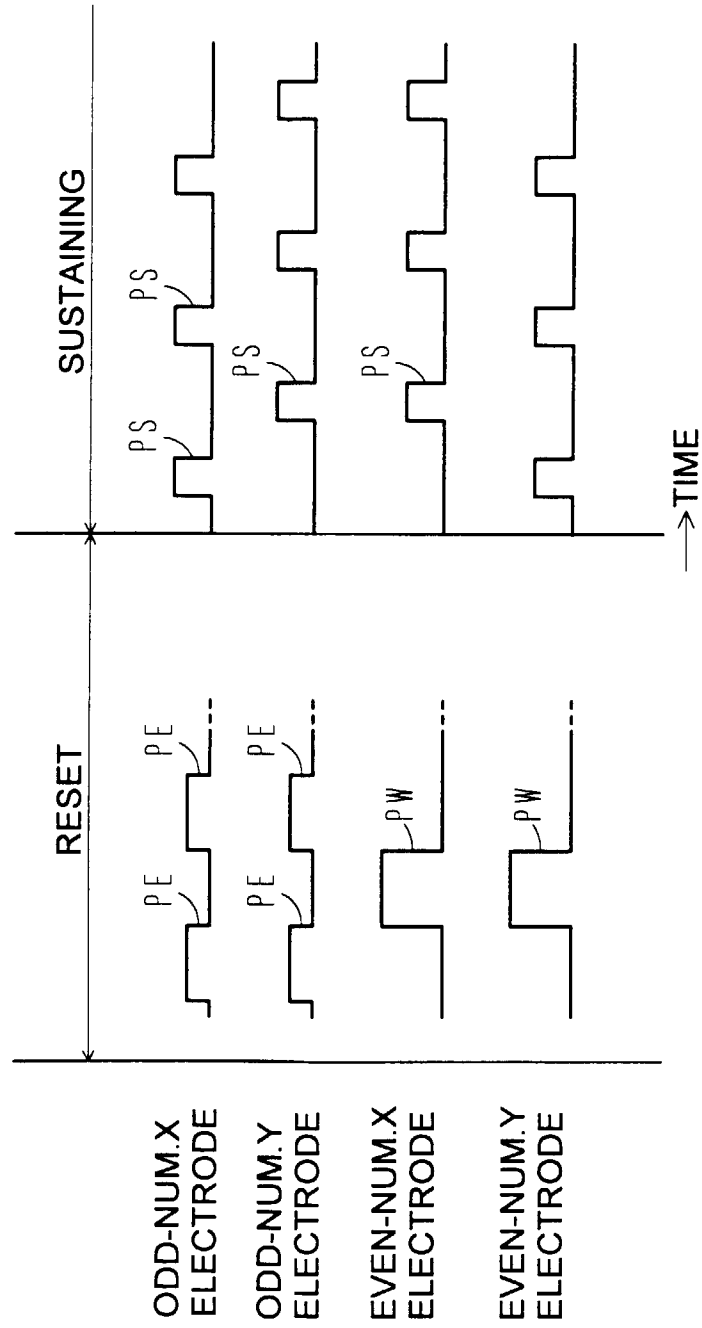 RESET
SUSTAINING
ODD-NUM.X
ELECTRODE
PE
PE
PS
PS
ODD-NUM.Y
ELECTRODE
PE
PE
PS
EVEN-NUM.X
ELECTRODE
PW
PS
EVEN-NUM.Y
ELECTRODE
PW
TIME